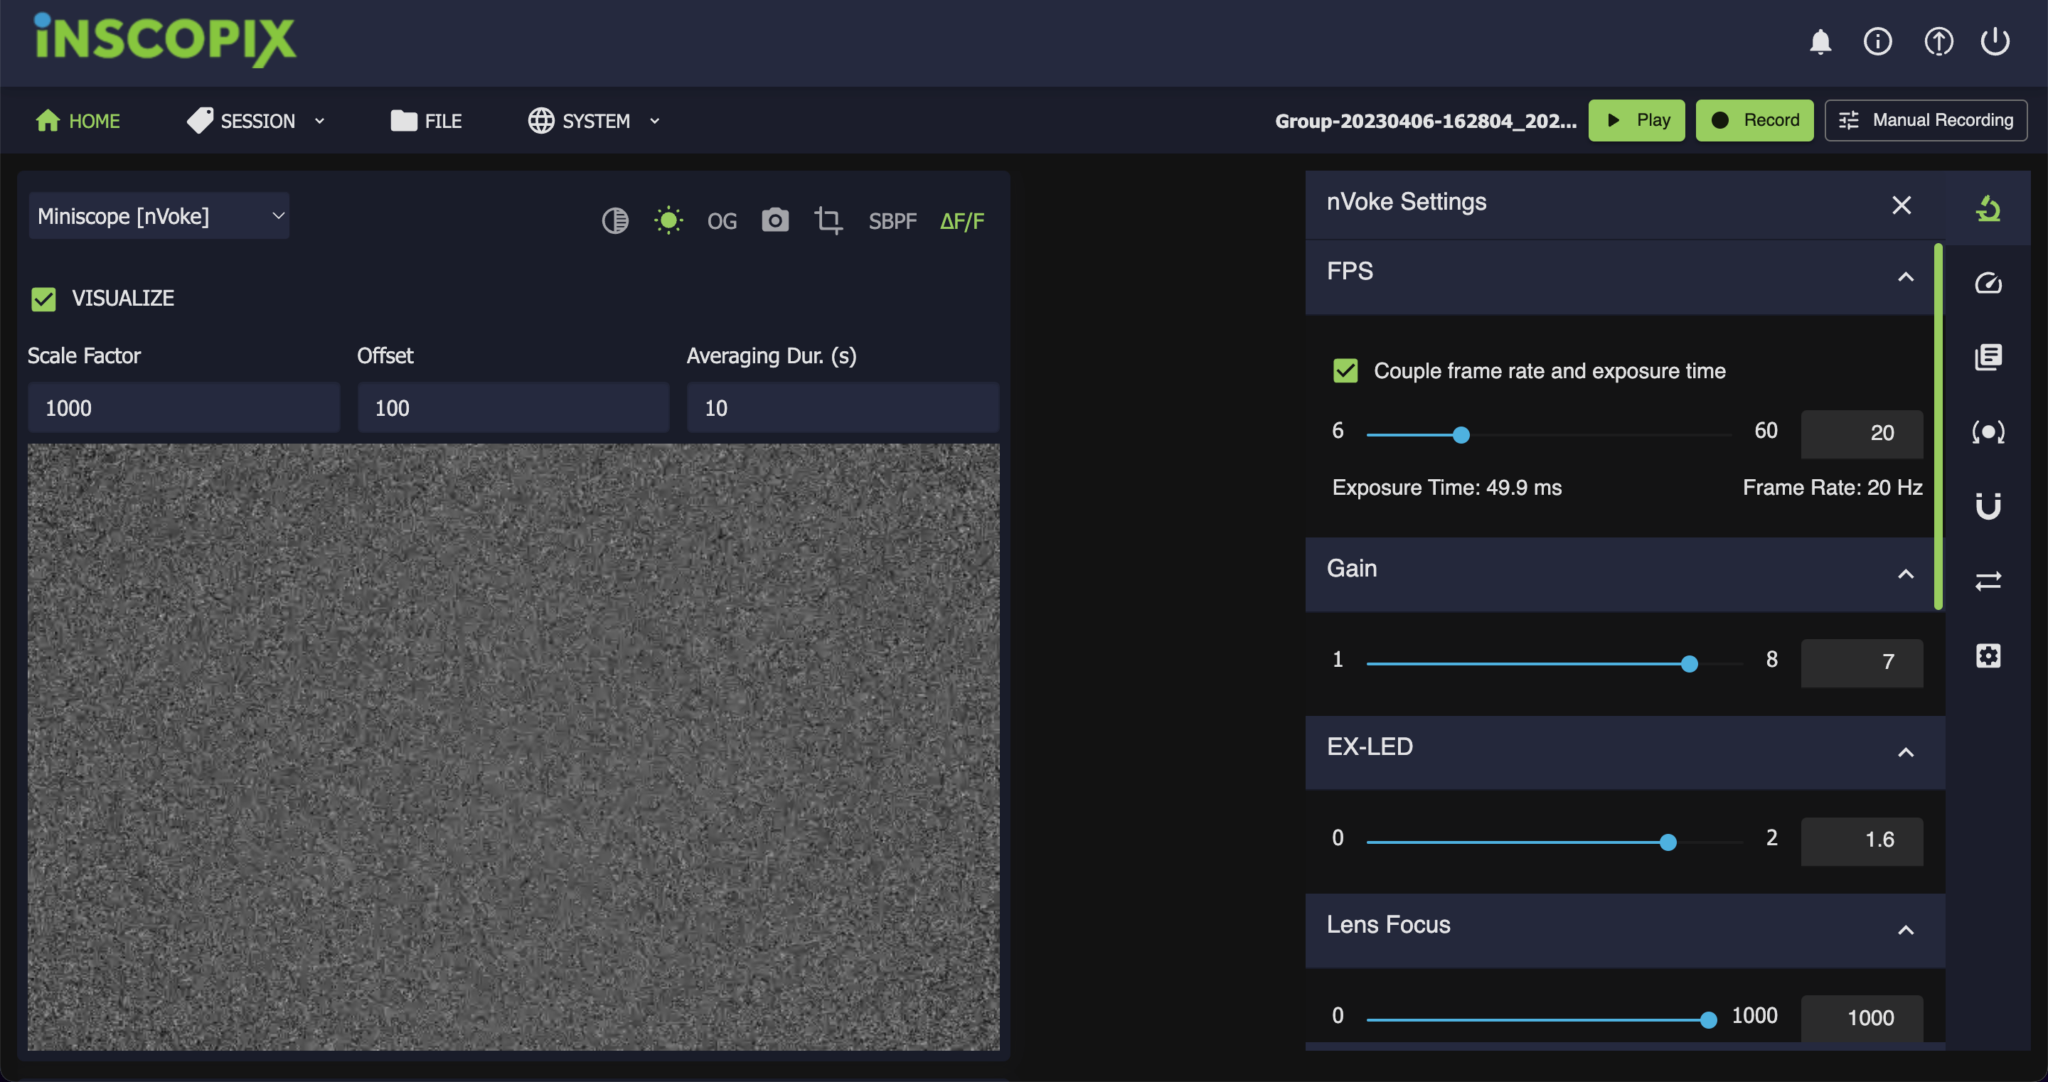 iNSCOPIX
HOME SESSION FILE SYSTEM Group-20230406-162804_202... Play Record Manual Recording
Miniscope [nVoke] OG SBPF ΔF/F
VISUALIZE
Scale Factor Offset Averaging Dur. (s)
1000 100 10
nVoke Settings
FPS
Couple frame rate and exposure time
6 60 20
Exposure Time: 49.9 ms Frame Rate: 20 Hz
Gain
1 8 7
EX-LED
0 2 1.6
Lens Focus
0 1000 1000